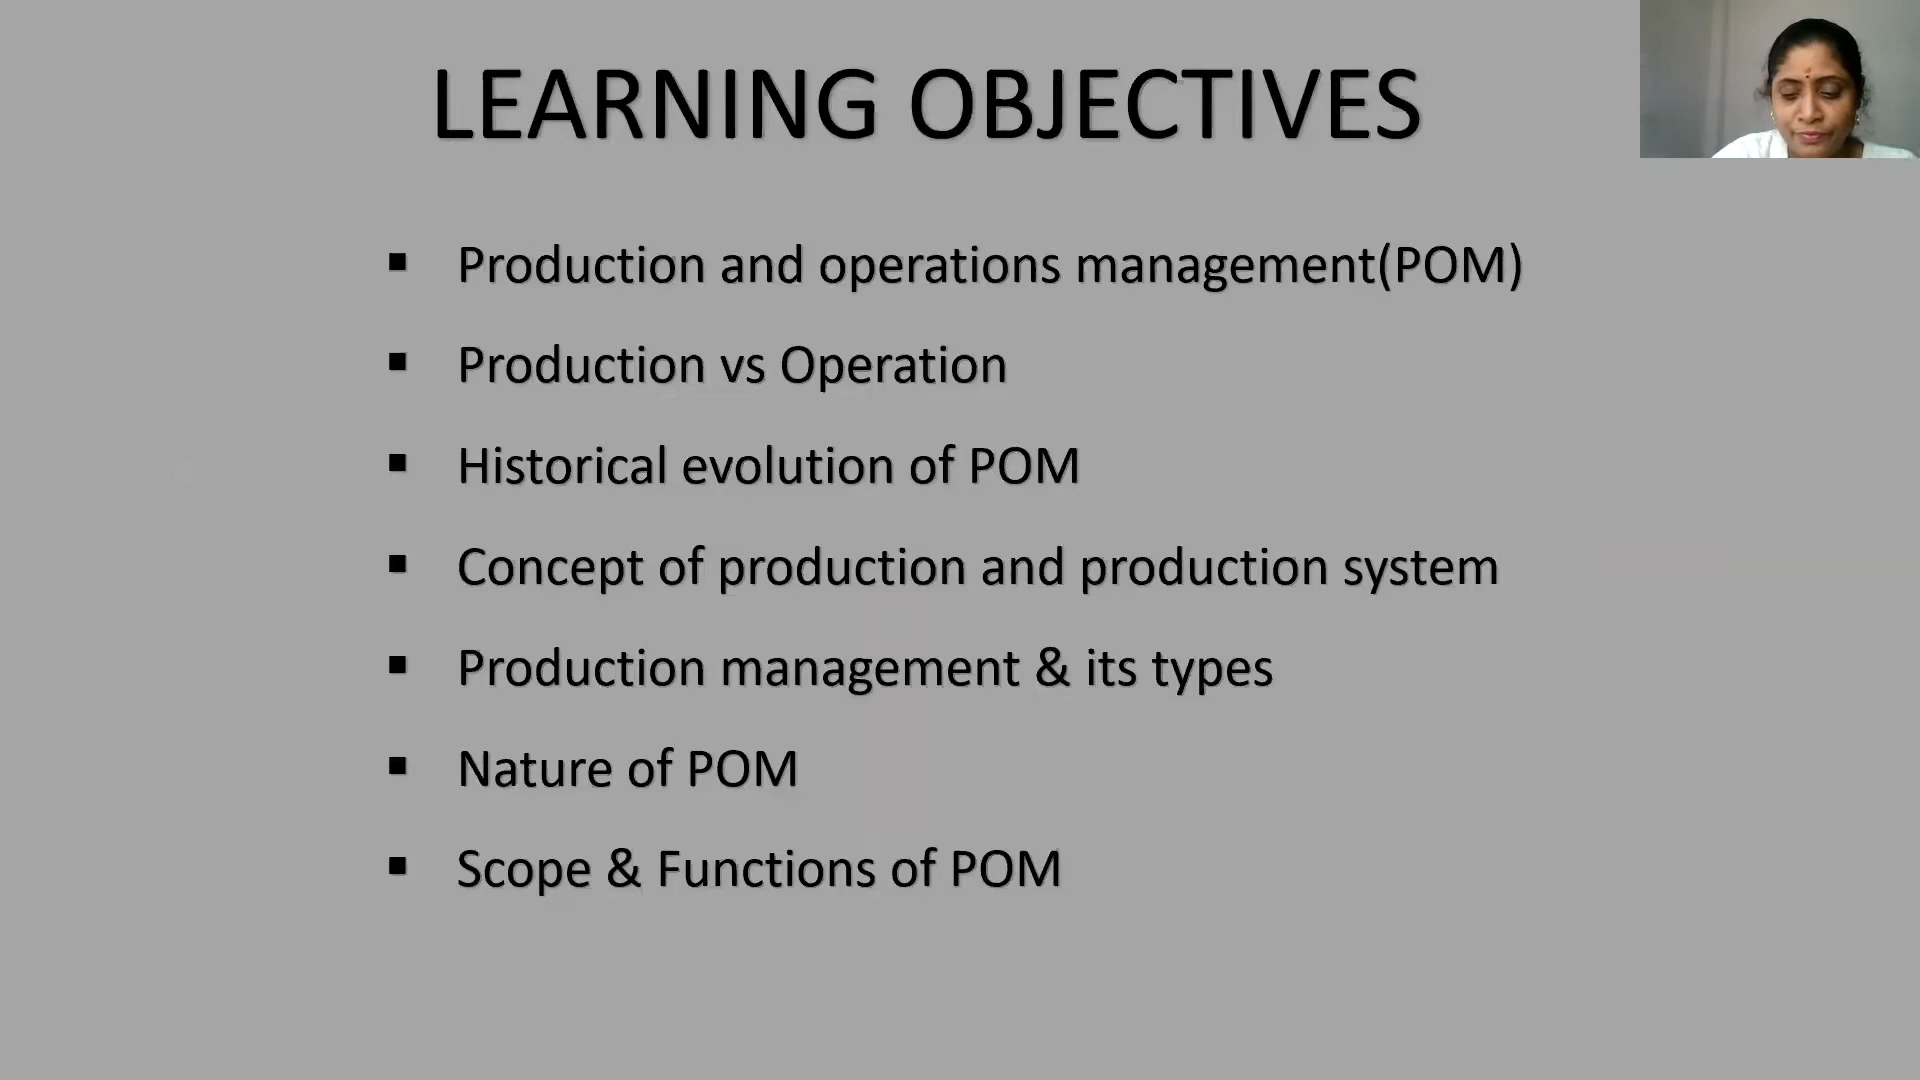 LEARNING OBJECTIVES
▪ Production and operations management(POM)
▪ Production vs Operation
▪ Historical evolution of POM
▪ Concept of production and production system
▪ Production management & its types
▪ Nature of POM
▪ Scope & Functions of POM